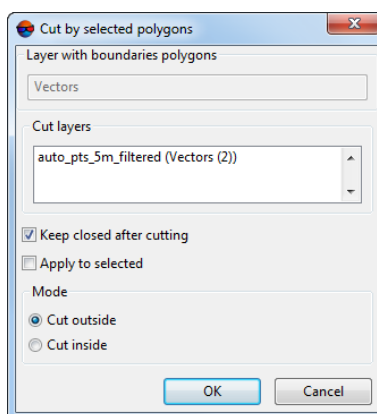 Cut by selected polygons
Layer with boundaries polygons
Vectors
Cut layers
auto_pts_5m_filtered (Vectors (2))
Keep closed after cutting
Apply to selected
Mode
Cut outside
Cut inside
OK
Cancel